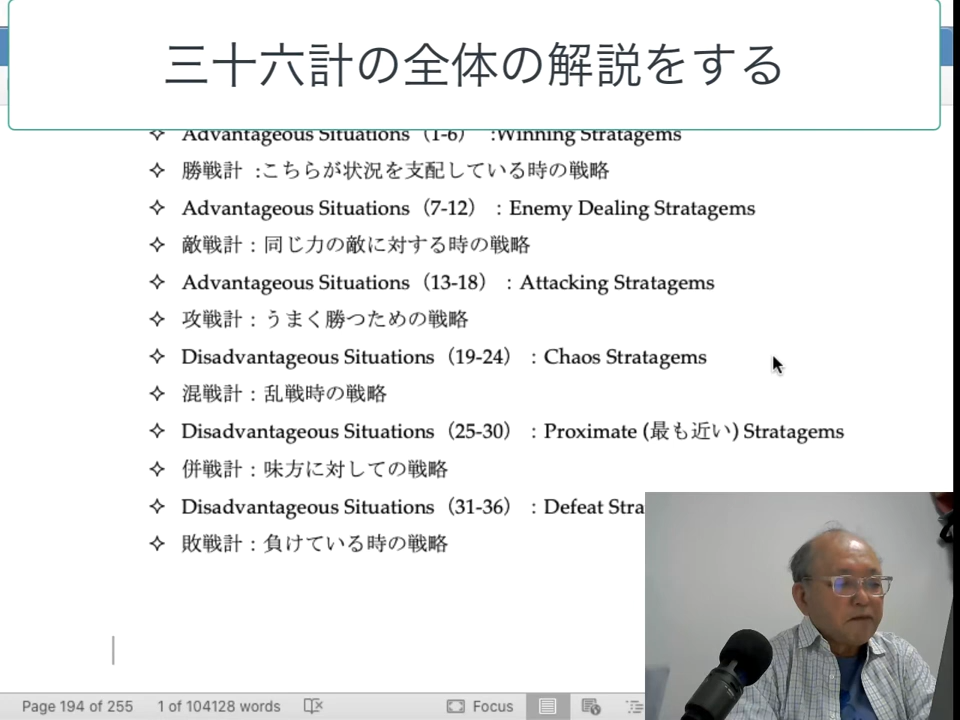 三十六計の全体の解説をする
✧ Advantageous Situations（1-6） :Winning Stratagems
✧ 勝戦計 :こちらが状況を支配している時の戦略
✧ Advantageous Situations（7-12）：Enemy Dealing Stratagems
✧ 敵戦計：同じ力の敵に対する時の戦略
✧ Advantageous Situations（13-18）：Attacking Stratagems
✧ 攻戦計：うまく勝つための戦略
✧ Disadvantageous Situations（19-24）：Chaos Stratagems
✧ 混戦計：乱戦時の戦略
✧ Disadvantageous Situations（25-30）：Proximate (最も近い) Stratagems
✧ 併戦計：味方に対しての戦略
✧ Disadvantageous Situations（31-36）：Defeat Stra
✧ 敗戦計：負けている時の戦略
Page 194 of 255 1 of 104128 words Focus